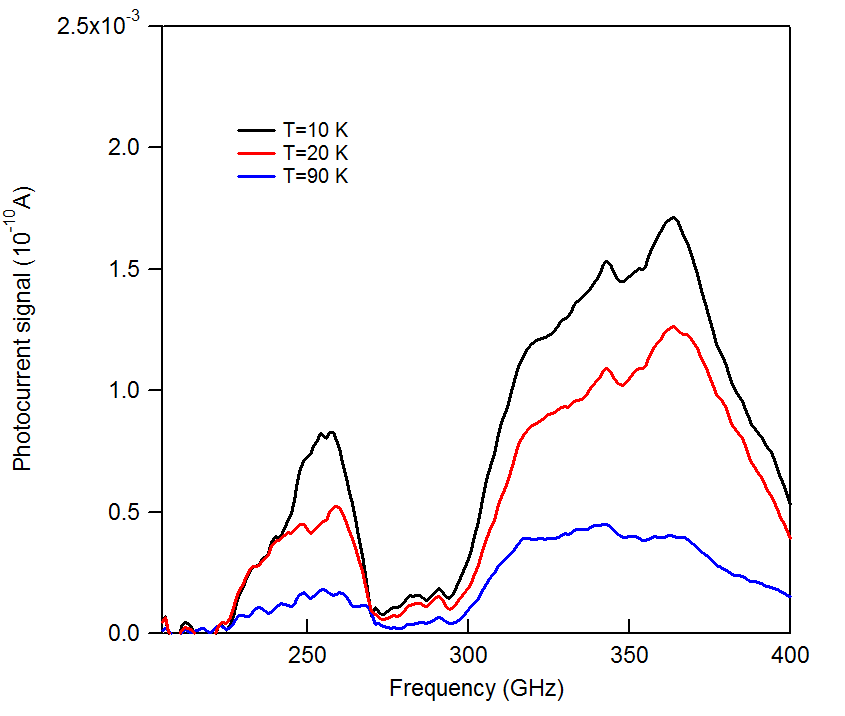 2.5x10⁻³
2.0
1.5
1.0
0.5
0.0
Photocurrent signal (10⁻¹⁰A)
T=10 K
T=20 K
T=90 K
250
300
350
400
Frequency (GHz)